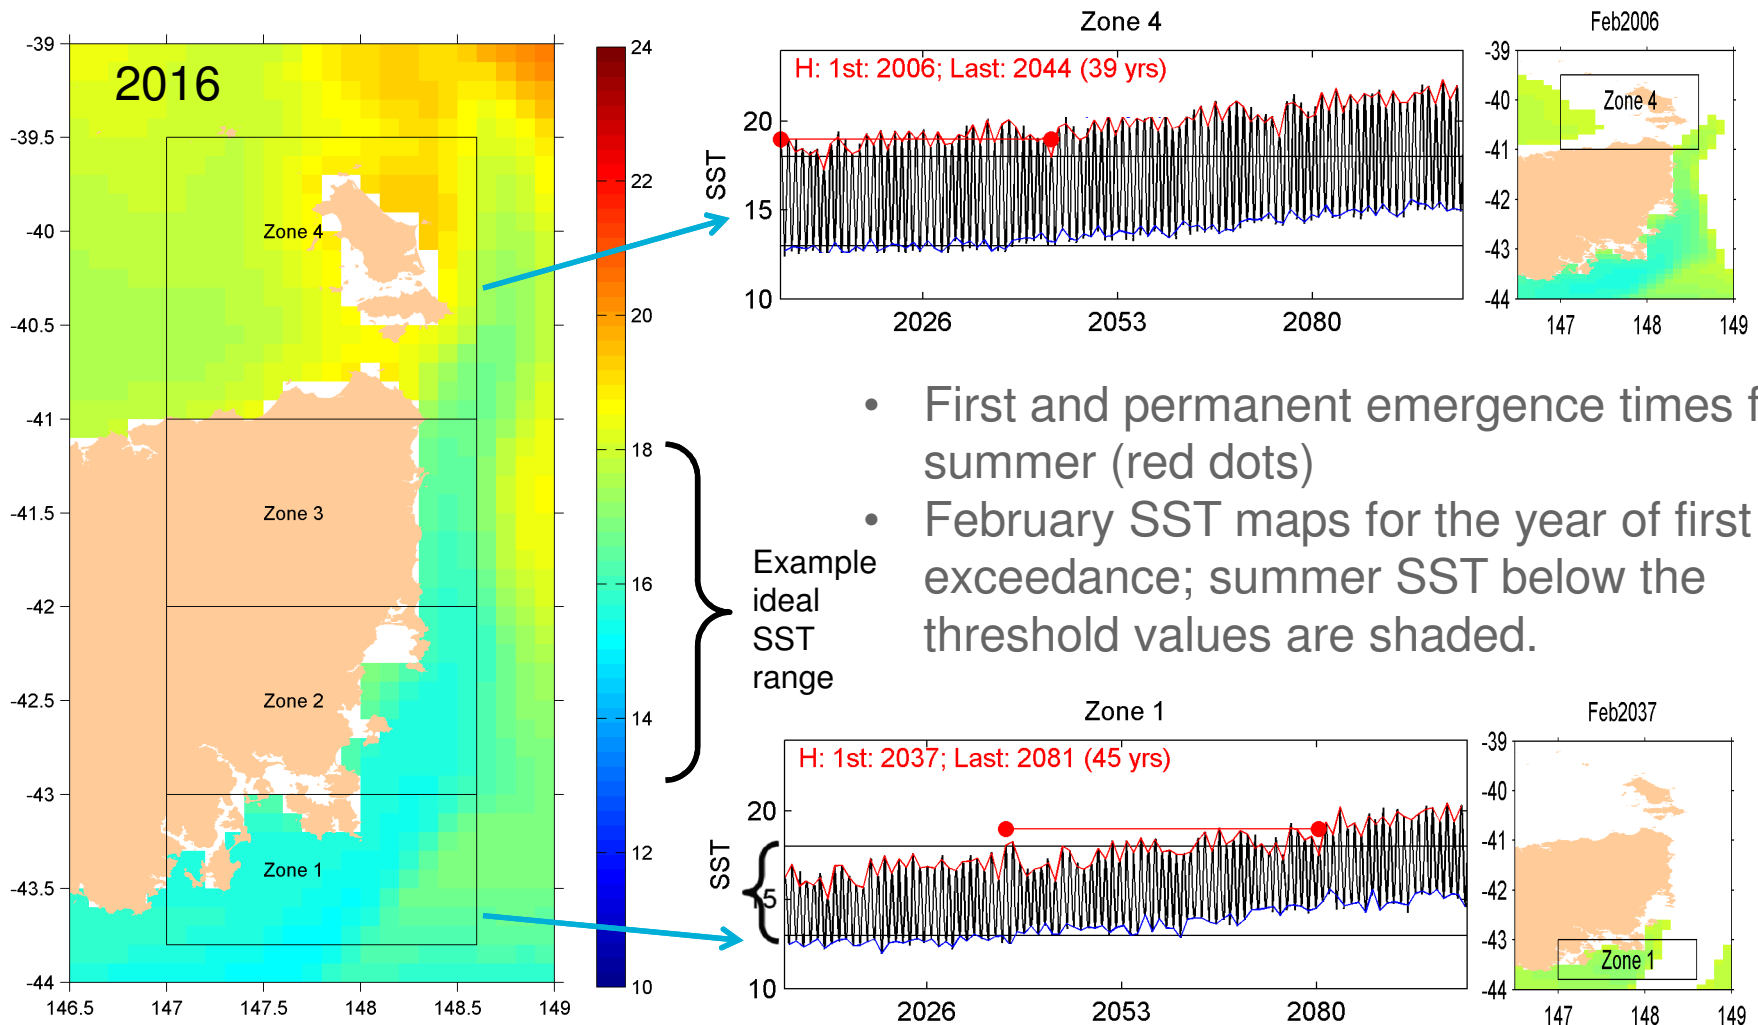 2016
-39
-39.5
-40
-40.5
-41
-41.5
-42
-42.5
-43
-43.5
-44
146.5
147
147.5
148
148.5
149
Zone 4
Zone 3
Zone 2
Zone 1
24
22
20
18
16
14
12
10
Example
ideal
SST
range
Zone 4
H: 1st: 2006; Last: 2044 (39 yrs)
SST
20
15
10
2026
2053
2080
Feb2006
-39
-40
-41
-42
-43
-44
Zone 4
147
148
149
• First and permanent emergence times f
summer (red dots)
• February SST maps for the year of first
exceedance; summer SST below the
threshold values are shaded.
Zone 1
H: 1st: 2037; Last: 2081 (45 yrs)
SST
20
15
10
2026
2053
2080
Feb2037
-39
-40
-41
-42
-43
-44
Zone 1
147
148
149